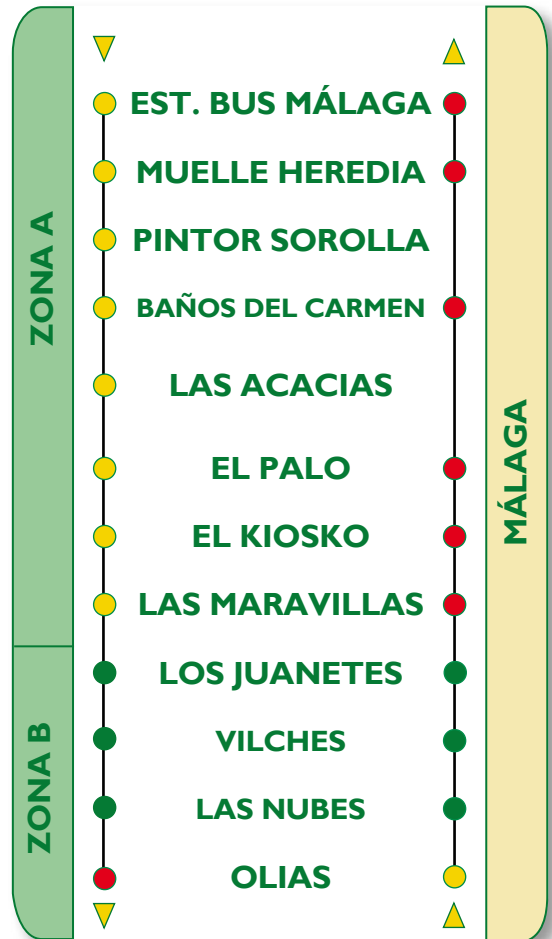 ZONA A
ZONA B
EST. BUS MÁLAGA
MUELLE HEREDIA
PINTOR SOROLLA
BAÑOS DEL CARMEN
LAS ACACIAS
EL PALO
EL KIOSKO
LAS MARAVILLAS
LOS JUANETES
VILCHES
LAS NUBES
OLIAS
MÁLAGA